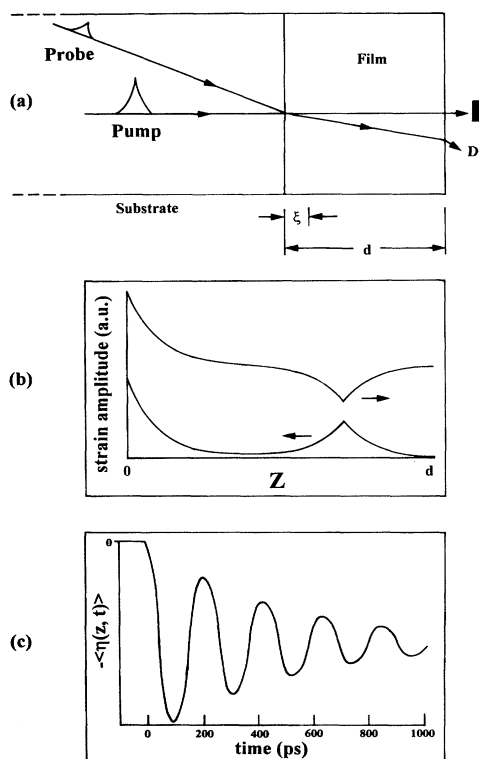 Probe
Film
(a)
Pump
D
Substrate
ξ
d
(b)
strain amplitude (a.u.)
0
Z
d
(c)
-<η(z, t)>
0
0
200
400
600
800
1000
time (ps)